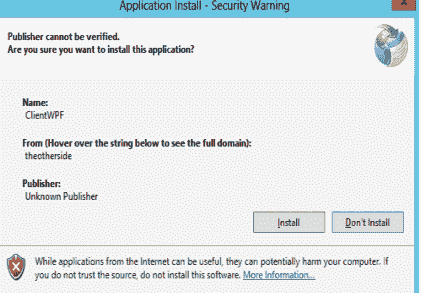 Application Install - Security Warning
Publisher cannot be verified.
Are you sure you want to install this application?
Name:
ClientWPF
From (Hover over the string below to see the full domain):
theotherside
Publisher:
Unknown Publisher
Install
Don't Install
While applications from the Internet can be useful, they can potentially harm your computer. If
you do not trust the source, do not install this software. More Information...